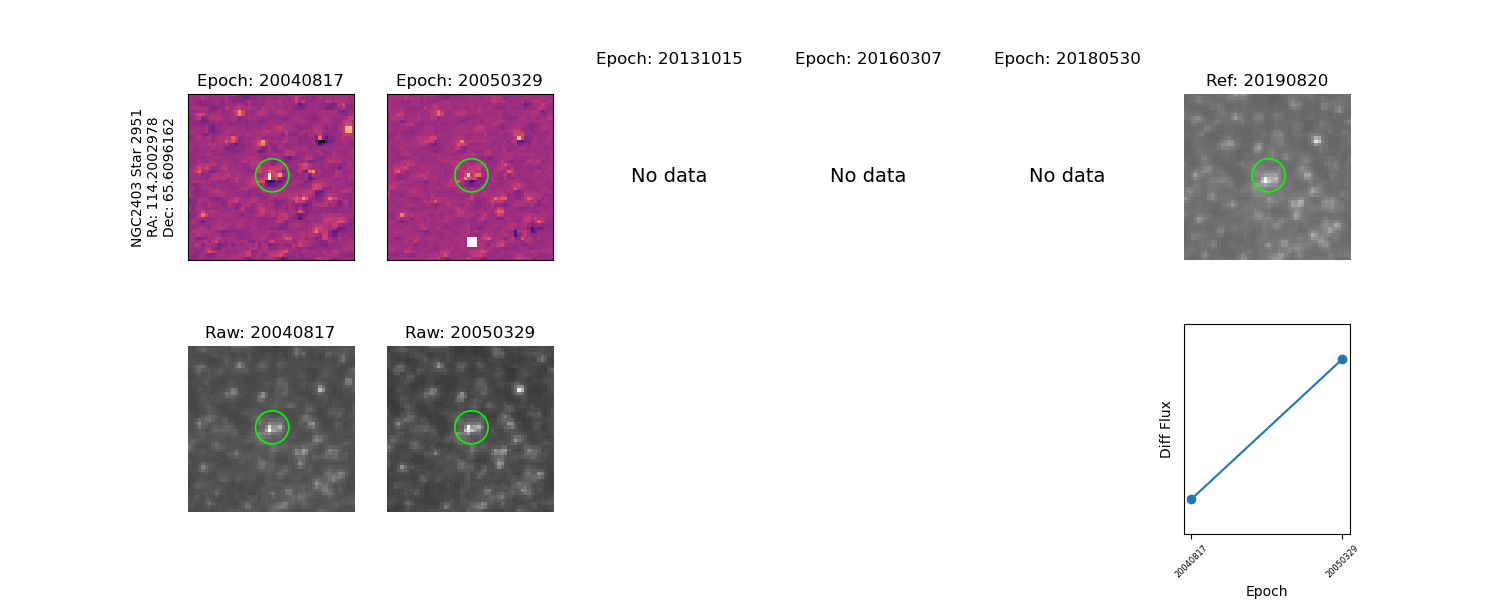 Epoch: 20040817
Epoch: 20050329
Epoch: 20131015
Epoch: 20160307
Epoch: 20180530
Ref: 20190820
NGC2403 Star 2951
RA: 114.2002978
Dec: 65.6096162
No data
No data
No data
Raw: 20040817
Raw: 20050329
Diff Flux
20040817
20050329
Epoch